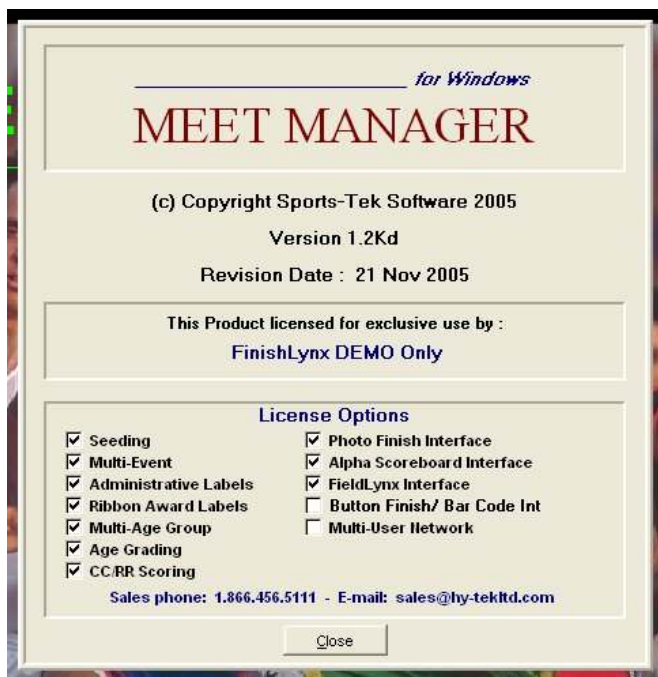 for Windows
MEET MANAGER
(c) Copyright Sports-Tek Software 2005
Version 1.2Kd
Revision Date : 21 Nov 2005
This Product licensed for exclusive use by :
FinishLynx DEMO Only
License Options
Seeding
Multi-Event
Administrative Labels
Ribbon Award Labels
Multi-Age Group
Age Grading
CC/RR Scoring
Photo Finish Interface
Alpha Scoreboard Interface
FieldLynx Interface
Button Finish/ Bar Code Int
Multi-User Network
Sales phone: 1.866.456.5111 - E-mail: sales@hy-tekltd.com
Close